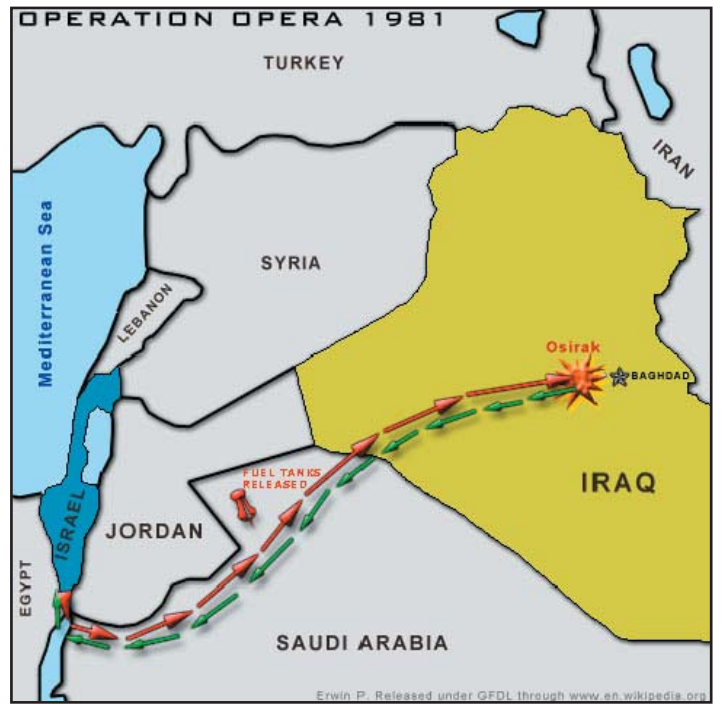 OPERATION OPERA 1981
TURKEY
IRAN
Mediterranean Sea
SYRIA
LEBANON
Osirak
BAGHDAD
FUEL TANKS
RELEASED
IRAQ
ISRAEL
JORDAN
EGYPT
SAUDI ARABIA
Erwin P. Released under GFDL through www.en.wikipedia.org